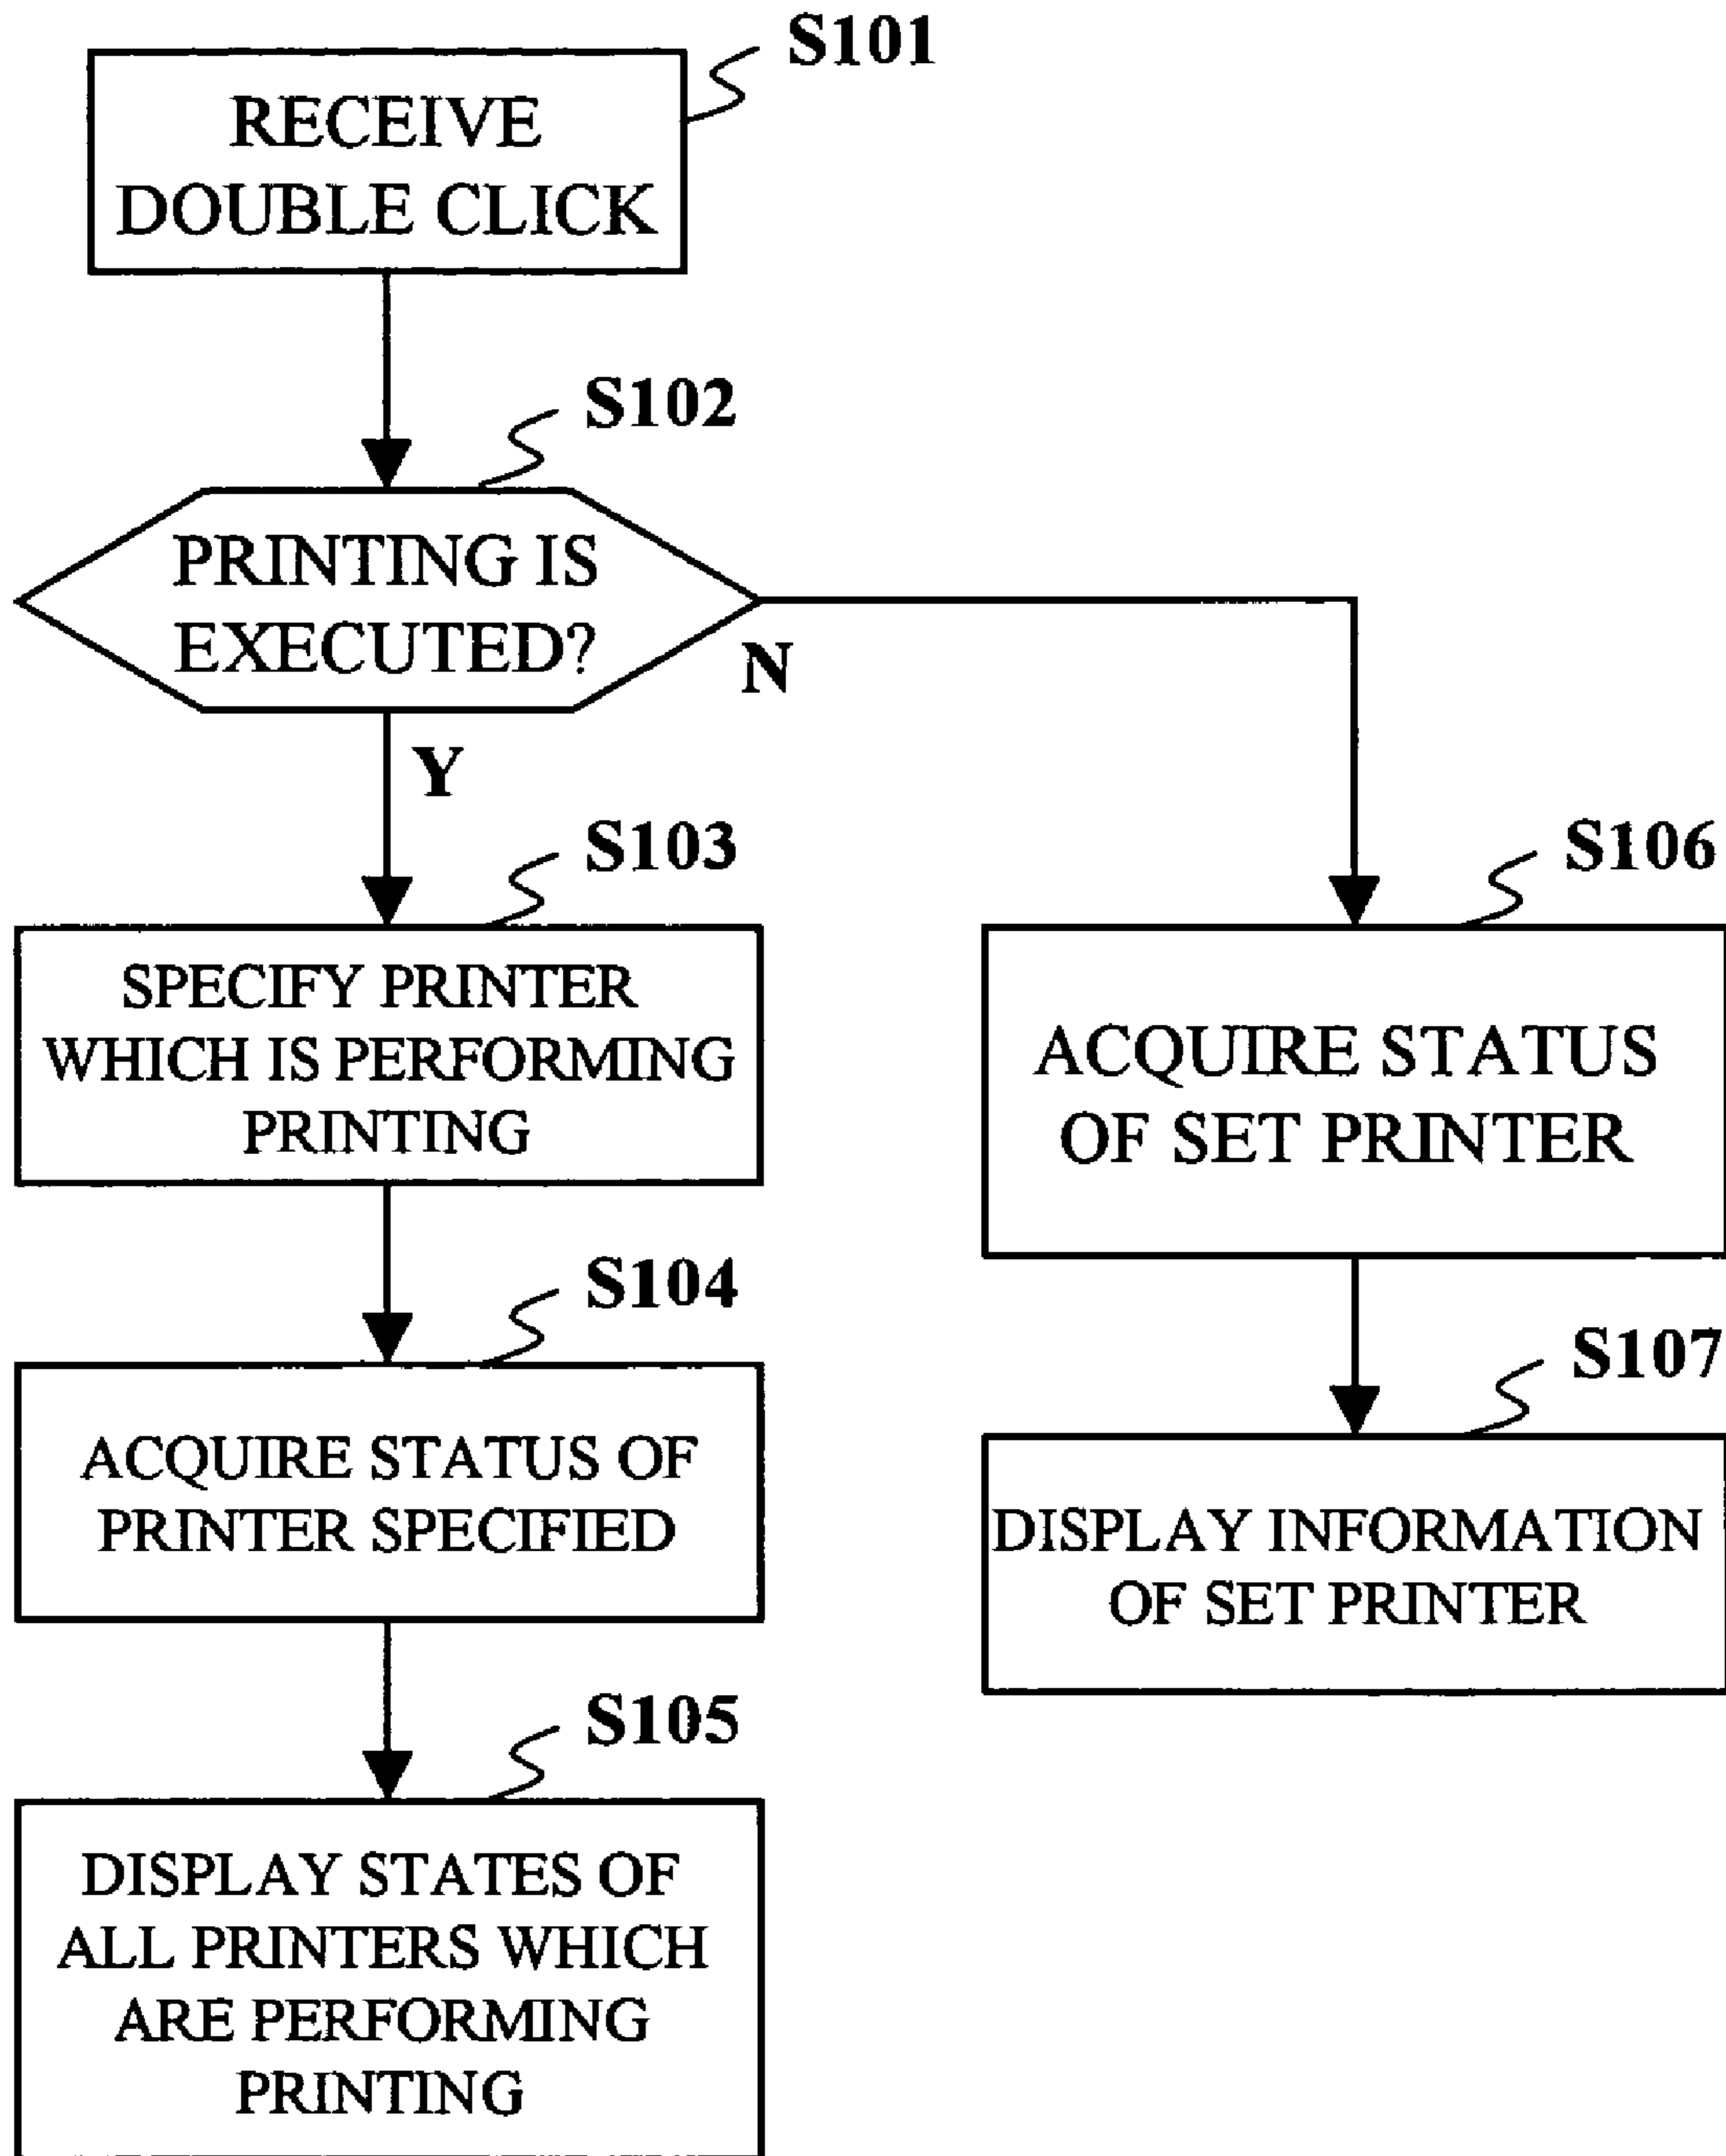 S101
RECEIVE
DOUBLE CLICK
S102
PRINTING IS
EXECUTED?
N
Y
S103
SPECIFY PRINTER
WHICH IS PERFORMING
PRINTING
S104
ACQUIRE STATUS OF
PRINTER SPECIFIED
S105
DISPLAY STATES OF
ALL PRINTERS WHICH
ARE PERFORMING
PRINTING
S106
ACQUIRE STATUS
OF SET PRINTER
S107
DISPLAY INFORMATION
OF SET PRINTER